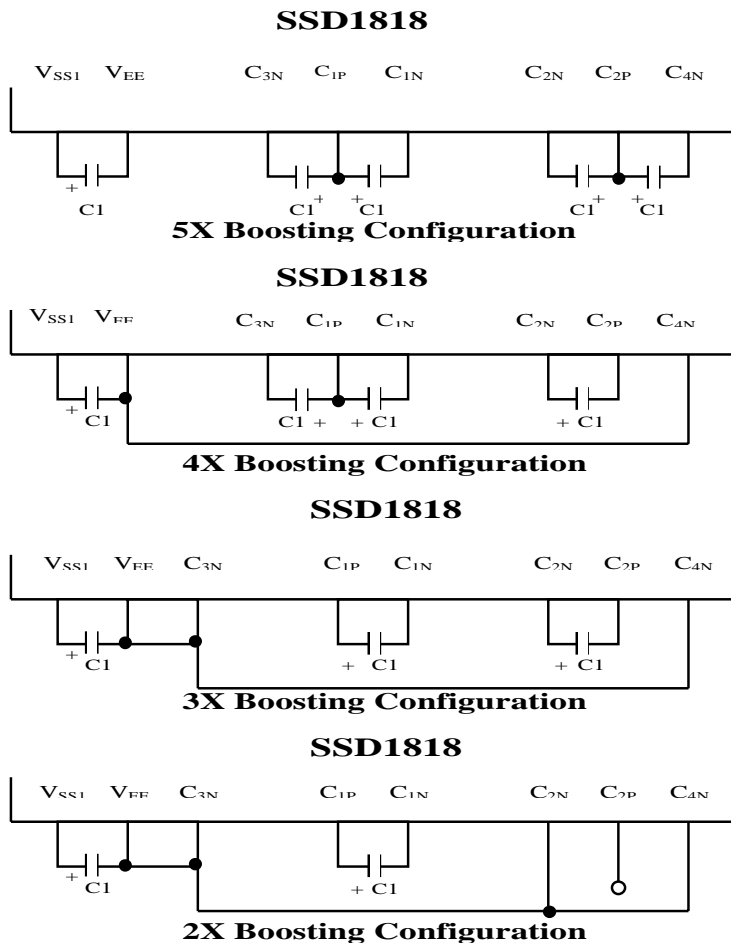 SSD1818
VSS1 VEE C3N C1P C1N C2N C2P C4N
+ + + + +
C1 C1 C1 C1 C1
5X Boosting Configuration
SSD1818
VSS1 VEE C3N C1P C1N C2N C2P C4N
+ C1 C1 + + C1 + C1
4X Boosting Configuration
SSD1818
VSS1 VEE C3N C1P C1N C2N C2P C4N
+ C1 + C1 + C1
3X Boosting Configuration
SSD1818
VSS1 VEE C3N C1P C1N C2N C2P C4N
+ C1 + C1
2X Boosting Configuration